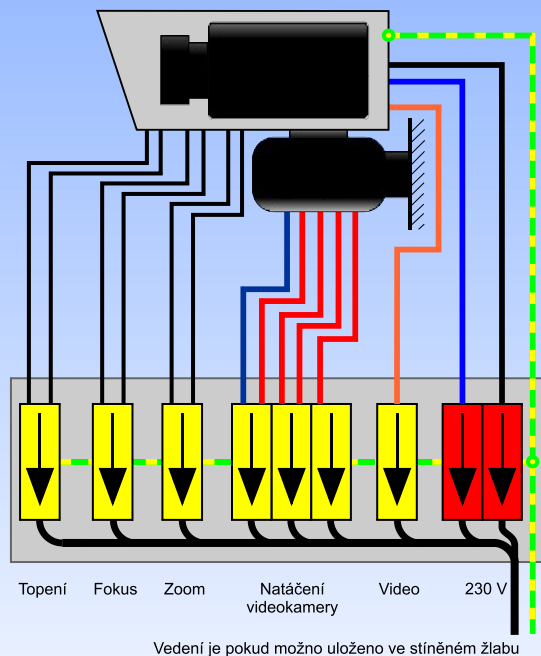 Topení Fokus Zoom Natáčení Video 230 V
videokamery
Vedení je pokud možno uloženo ve stíněném žlabu